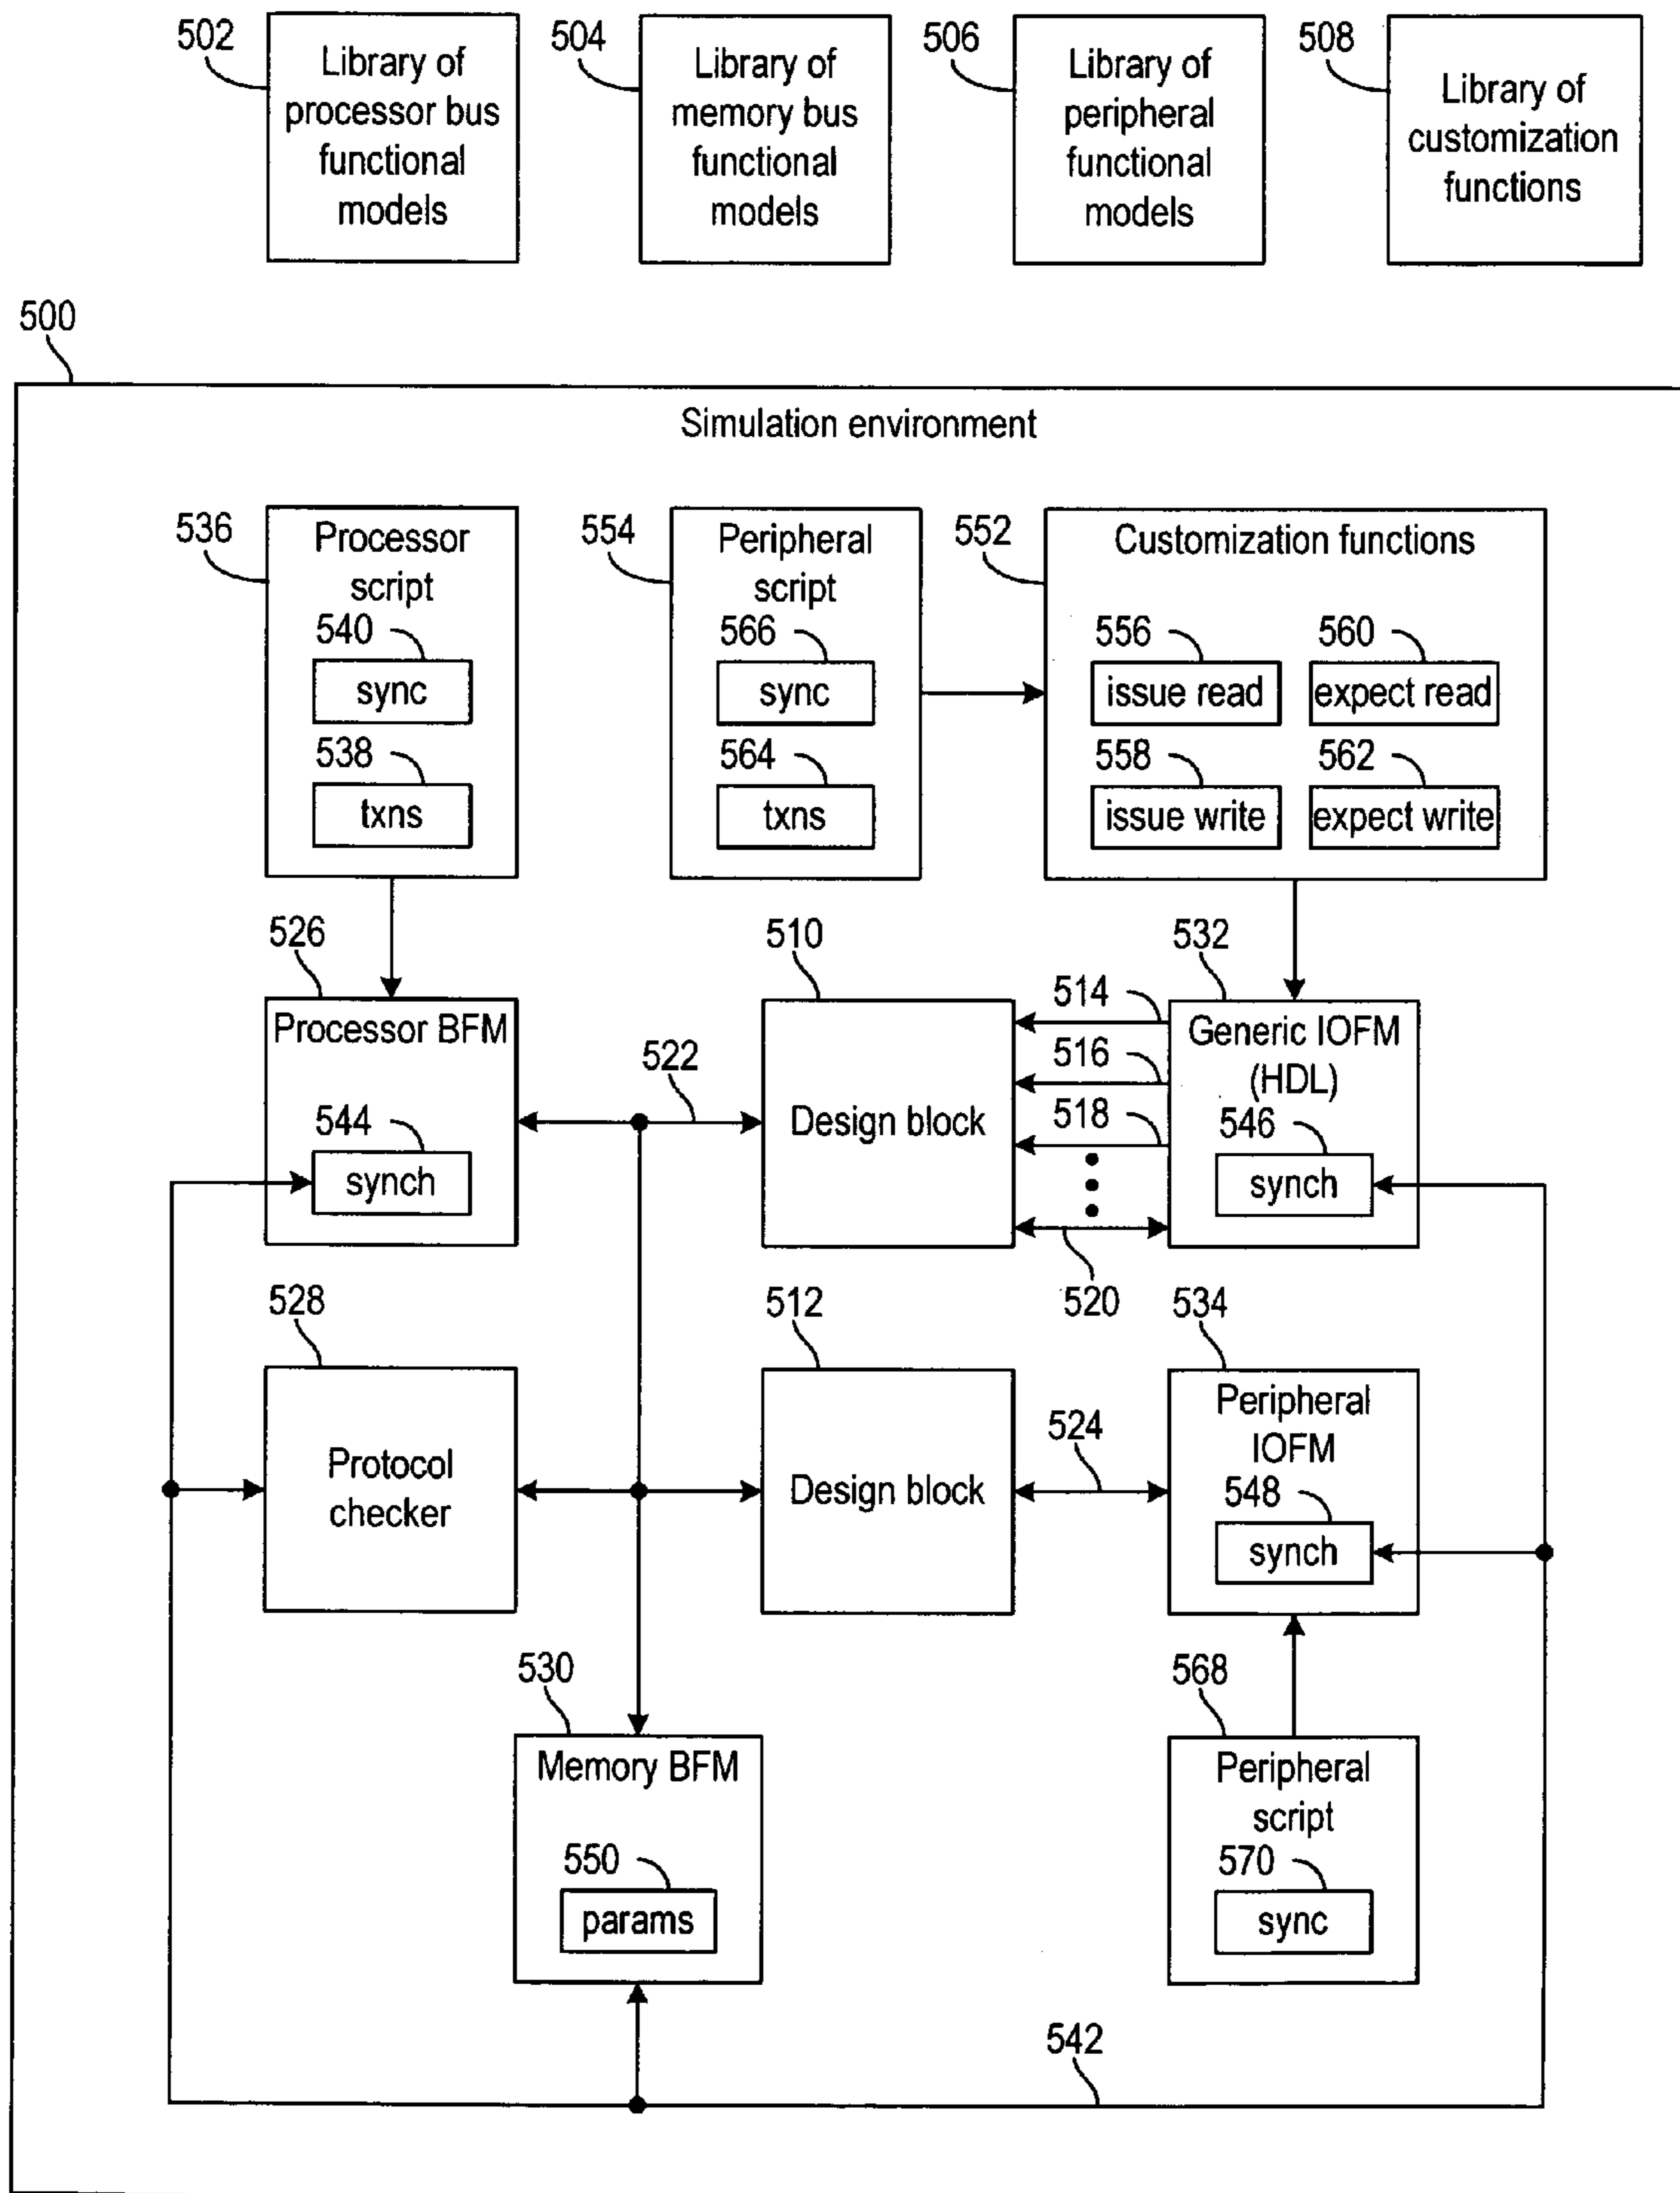 502
Library of
processor bus
functional
models
504
Library of
memory bus
functional
models
506
Library of
peripheral
functional
models
508
Library of
customization
functions
500
Simulation environment
536
Processor
script
540
sync
538
txns
554
Peripheral
script
566
sync
564
txns
552
Customization functions
556
issue read
560
expect read
558
issue write
562
expect write
526
Processor BFM
544
synch
522
510
Design block
514
516
518
520
532
Generic IOFM
(HDL)
546
synch
528
Protocol
checker
512
Design block
524
534
Peripheral
IOFM
548
synch
530
Memory BFM
550
params
568
Peripheral
script
570
sync
542